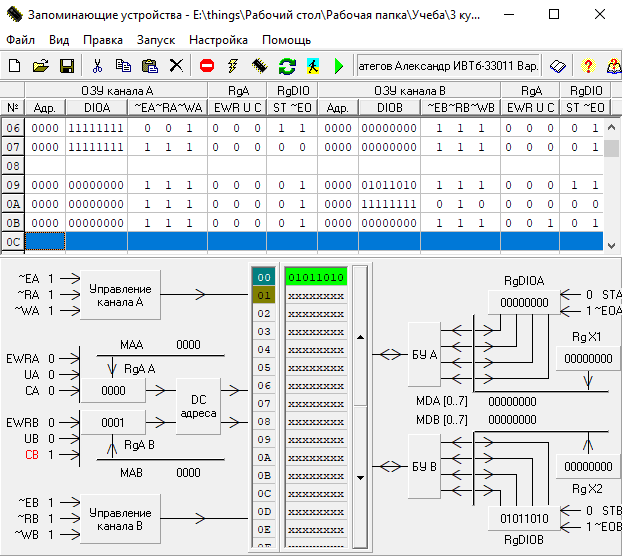 Запоминающие устройства - E:\things\Рабочий стол\Рабочая папка\Учеба\3 ку...
Файл Вид Правка Запуск Настройка Помощь
атегов Александр ИВТб-33011 Вар.
ОЗУ канала A RgA RgDIO ОЗУ канала B RgA RgDIO
№ Адр. DIOA ~EA~RA~WA EWR U C ST ~EO Адр. DIOB ~EB~RB~WB EWR U C ST ~EO
06 0000 11111111 0 0 1 0 0 0 1 1 0000 00000000 1 1 1 0 0 0 0 1
07 0000 11111111 1 1 1 0 0 0 0 0 0000 00000000 1 1 1 0 0 0 0 1
08
09 0000 00000000 1 1 1 0 0 0 0 1 0000 01011010 1 1 1 0 0 0 1 1
0A 0000 00000000 1 1 1 0 0 0 0 1 0000 11111111 0 1 0 0 0 0 0 0
0B 0000 00000000 1 1 1 0 0 0 0 1 0000 00000000 1 1 1 0 0 1 0 1
0C
~EA 1
~RA 1
~WA 1
Управление
канала A
EWRA 0
UA 0
CA 0
MAA 0000
RgA A
0000
DC
адреса
EWRB 0
UB 0
CB 1
0001
RgA B
MAB 0000
~EB 1
~RB 1
~WB 1
Управление
канала B
00 01011010
01 xxxxxxxx
02 xxxxxxxx
03 xxxxxxxx
04 xxxxxxxx
05 xxxxxxxx
06 xxxxxxxx
07 xxxxxxxx
08 xxxxxxxx
09 xxxxxxxx
0A xxxxxxxx
0B xxxxxxxx
0C xxxxxxxx
0D xxxxxxxx
0E xxxxxxxx
RgDIOA
00000000
0 STA
1 ~EOA
БУ A
RgX1
00000000
MDA [0..7] 00000000
MDB [0..7] 00000000
БУ B
00000000
RgX2
01011010
RgDIOB
0 STB
1 ~EOB